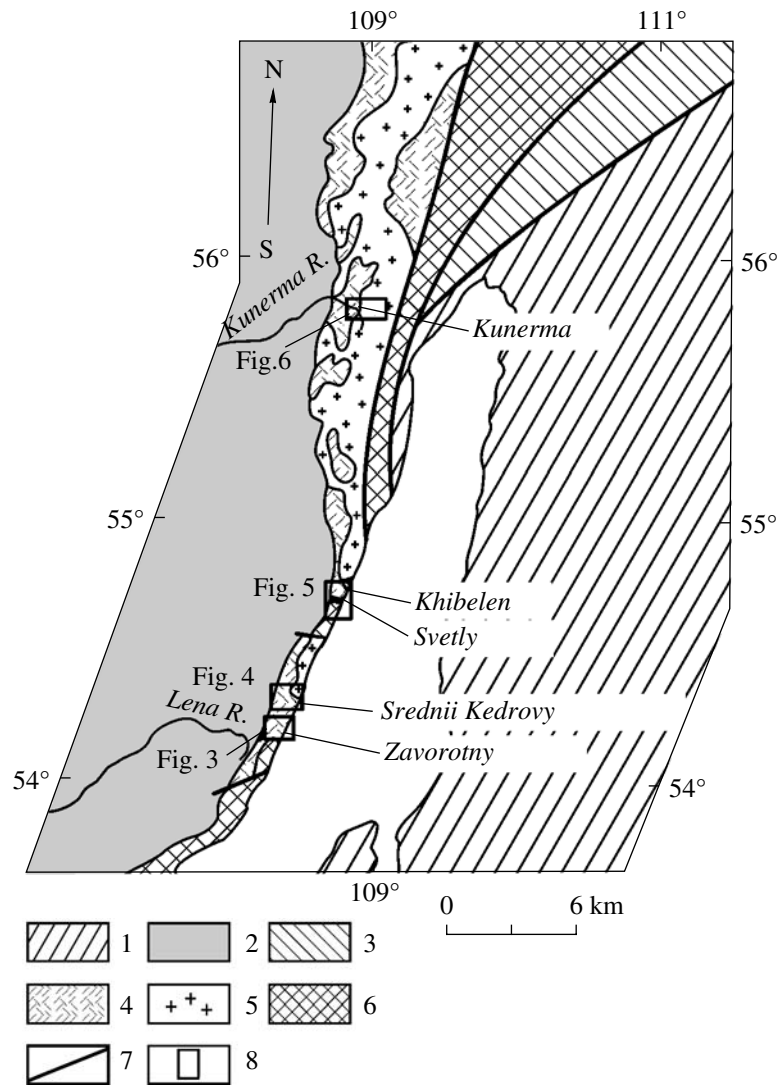 109° 111°
N
S
56° 56°
Kunerma R.
Kunerma
Fig.6
55° 55°
Fig. 5
Khibelen
Svetly
Fig. 4
Lena R.
Srednii Kedrovy
Fig. 3
Zavorotny
54° 54°
109°
0 6 km
1 2 3
4 5 6
7 8